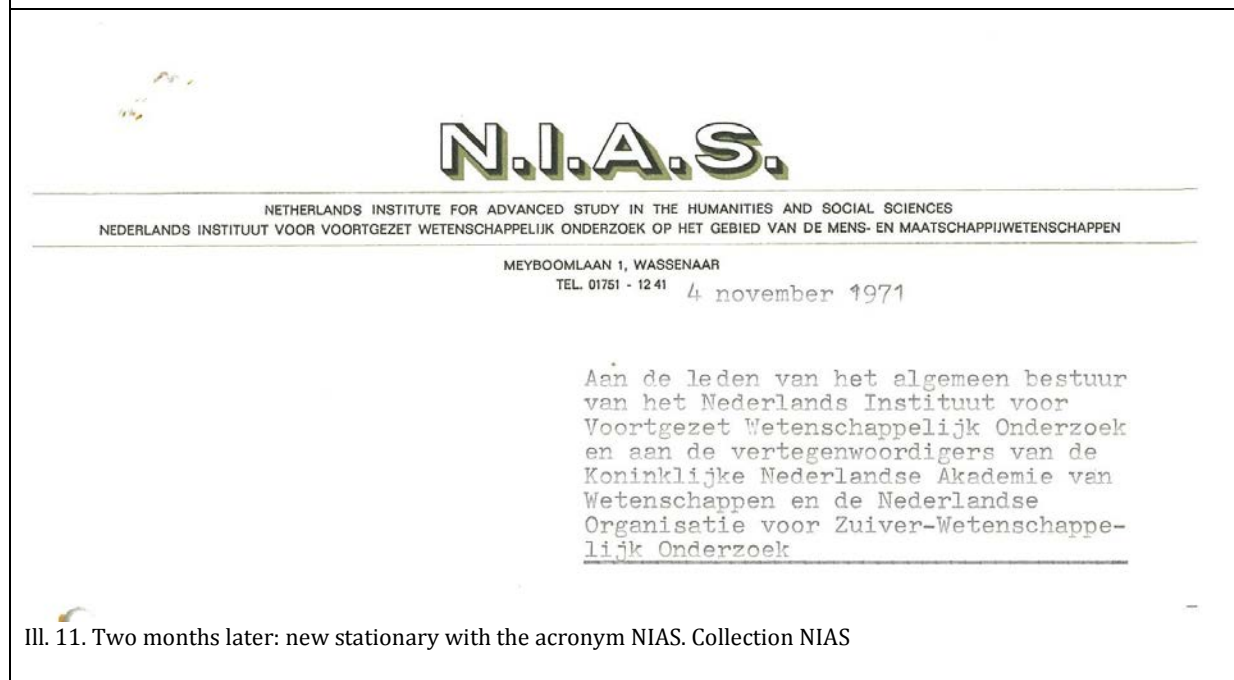 N.I.A.S.
NETHERLANDS INSTITUTE FOR ADVANCED STUDY IN THE HUMANITIES AND SOCIAL SCIENCES
NEDERLANDS INSTITUUT VOOR VOORTGEZET WETENSCHAPPELIJK ONDERZOEK OP HET GEBIED VAN DE MENS- EN MAATSCHAPPIJWETENSCHAPPEN
MEYBOOMLAAN 1, WASSENAAR
TEL. 01751 - 12 41 4 november 1971
Aan de leden van het algemeen bestuur
van het Nederlands Instituut voor
Voortgezet Wetenschappelijk Onderzoek
en aan de vertegenwoordigers van de
Koninklijke Nederlandse Akademie van
Wetenschappen en de Nederlandse
Organisatie voor Zuiver-Wetenschappe-
lijk Onderzoek
Ill. 11. Two months later: new stationary with the acronym NIAS. Collection NIAS